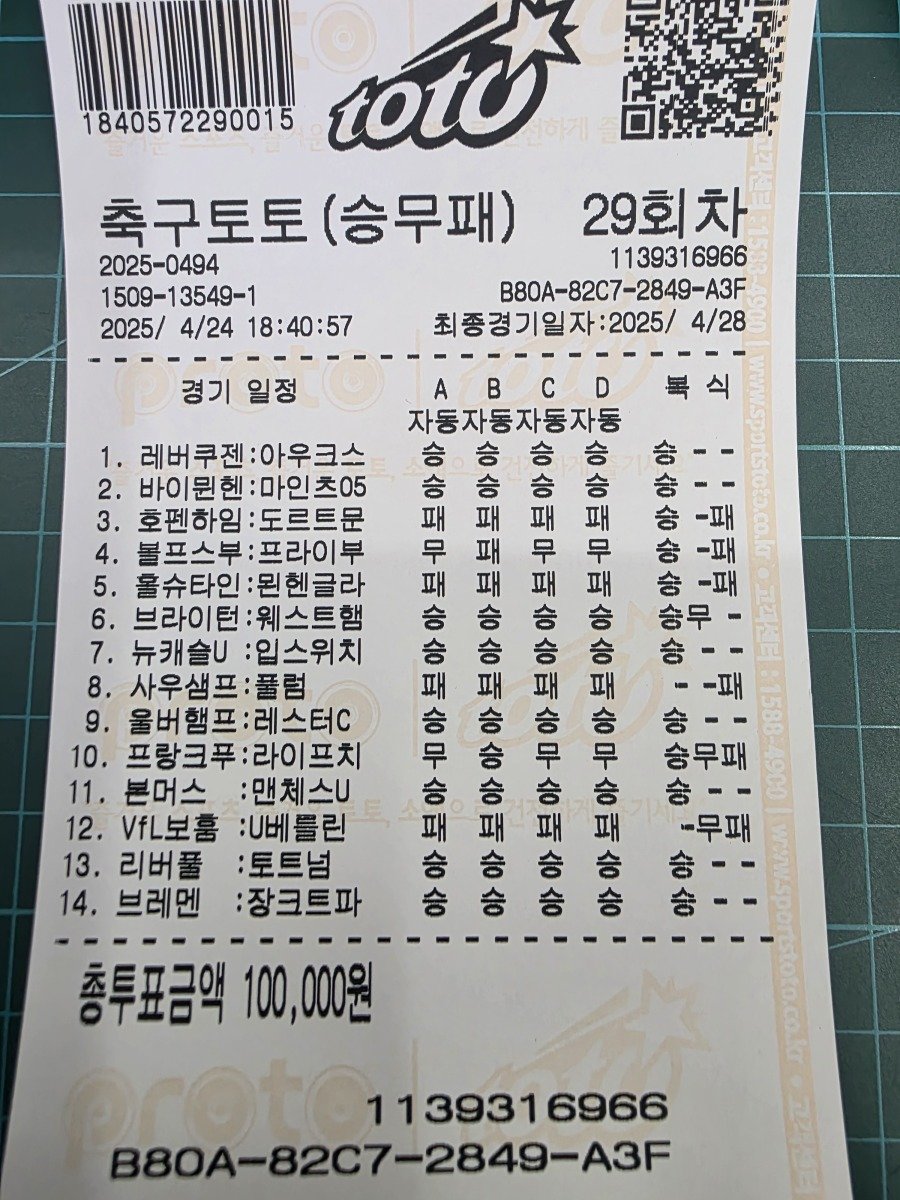 1840572290015
toto
축구토토(승무패) 29회차
2025-0494 1139316966
1509-13549-1 B80A-82C7-2849-A3F
2025/ 4/24 18:40:57 최종경기일자:2025/ 4/28
경기 일정 A B C D 복 식
자동자동자동자동
1. 레버쿠젠:아우크스 승 승 승 승 승 - -
2. 바이뮌헨:마인츠05 승 승 승 승 승 - -
3. 호펜하임:도르트문 패 패 패 패 승 -패
4. 볼프스부:프라이부 무 패 무 무 승 -패
5. 홀슈타인:묀헨글라 패 패 패 패 승 -패
6. 브라이턴:웨스트햄 승 승 승 승 승무 -
7. 뉴캐슬U :입스위치 승 승 승 승 승 - -
8. 사우샘프:풀럼 패 패 패 패 - -패
9. 울버햄프:레스터C 승 승 승 승 승 - -
10. 프랑크푸:라이프치 무 승 무 무 승무패
11. 본머스 :맨체스U 승 승 승 승 승 - -
12. VfL보훔 :U베를린 패 패 패 패 -무패
13. 리버풀 :토트넘 승 승 승 승 승 - -
14. 브레멘 :장크트파 승 승 승 승 승 - -
총투표금액 100,000원
1139316966
B80A-82C7-2849-A3F
proto
고객센터 :1588-4900 | www.sportstoto.co.kr